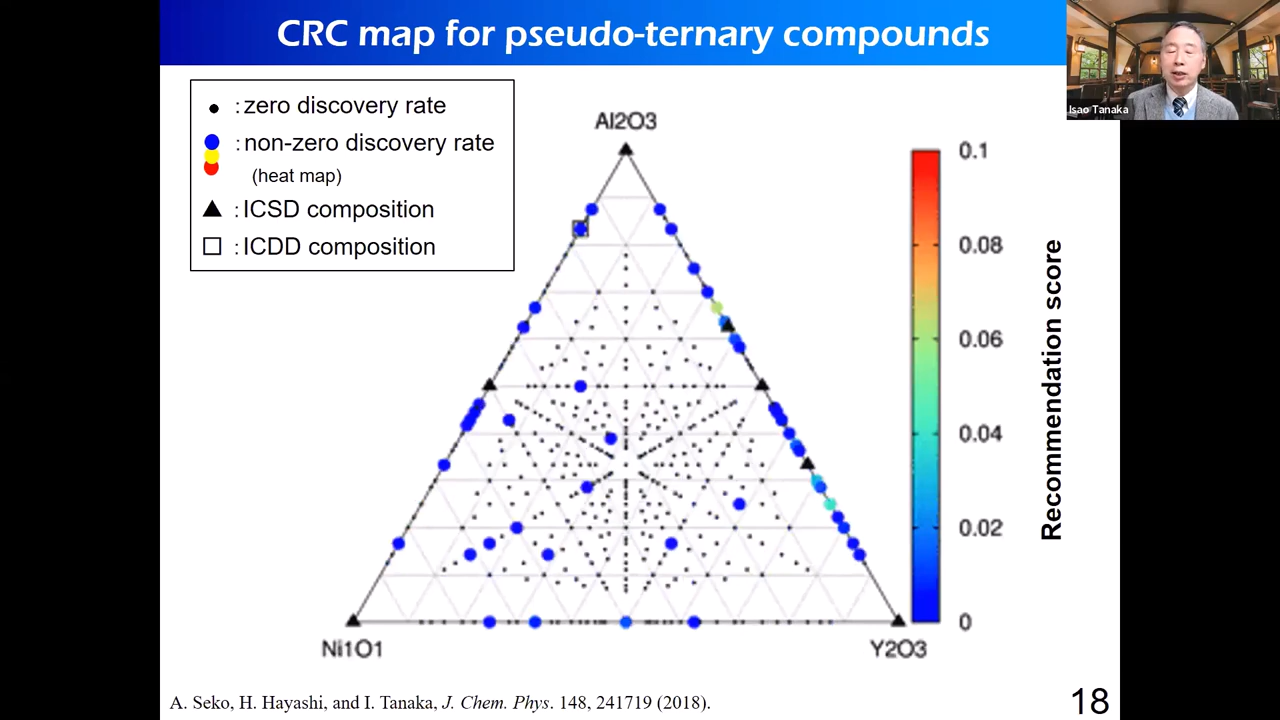 CRC map for pseudo-ternary compounds
Isao Tanaka
: zero discovery rate
: non-zero discovery rate
(heat map)
: ICSD composition
: ICDD composition
Al2O3
Ni1O1
Y2O3
0.1
0.08
0.06
0.04
0.02
0
Recommendation score
A. Seko, H. Hayashi, and I. Tanaka, J. Chem. Phys. 148, 241719 (2018).
18